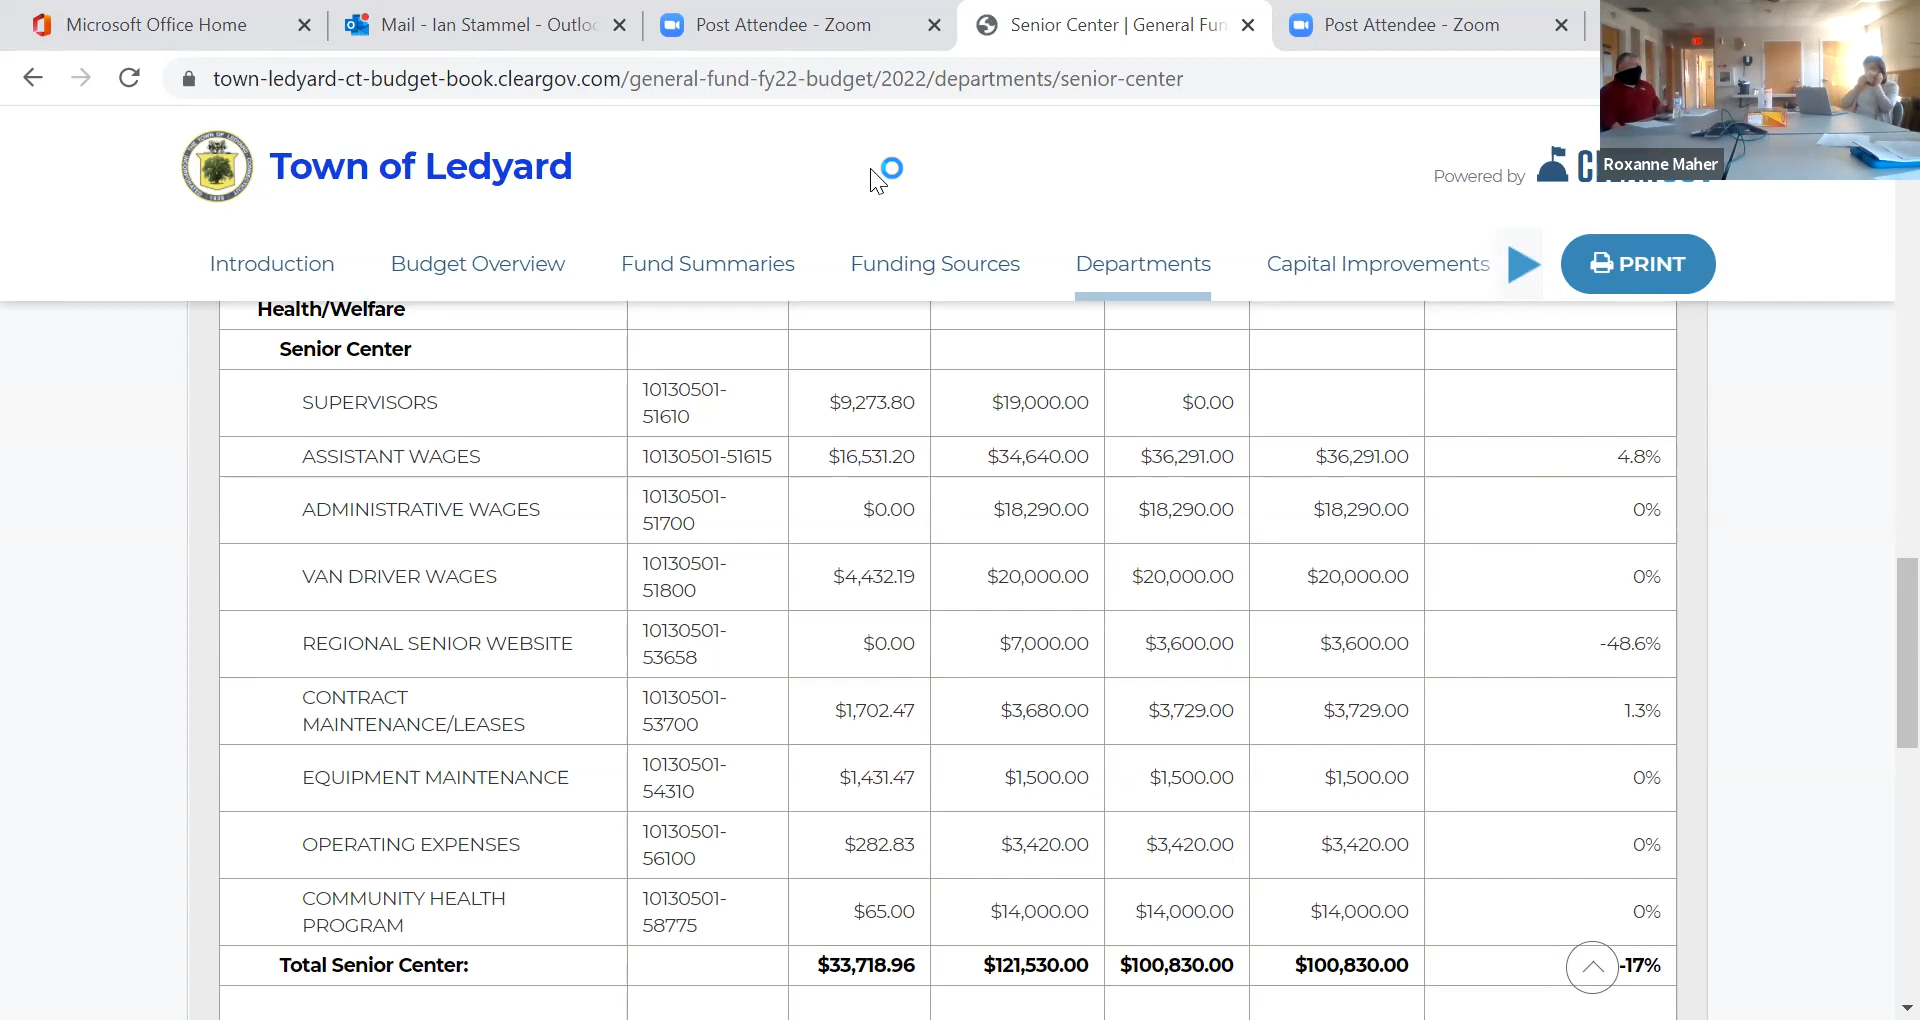 Microsoft Office Home
Mail - Ian Stammel - Outloo
Post Attendee - Zoom
Senior Center | General Fun
Post Attendee - Zoom
town-ledyard-ct-budget-book.cleargov.com/general-fund-fy22-budget/2022/departments/senior-center
Town of Ledyard
Powered by
Roxanne Maher
Introduction Budget Overview Fund Summaries Funding Sources Departments Capital Improvements PRINT
Health/Welfare
Senior Center
SUPERVISORS 10130501-51610 $9,273.80 $19,000.00 $0.00
ASSISTANT WAGES 10130501-51615 $16,531.20 $34,640.00 $36,291.00 $36,291.00 4.8%
ADMINISTRATIVE WAGES 10130501-51700 $0.00 $18,290.00 $18,290.00 $18,290.00 0%
VAN DRIVER WAGES 10130501-51800 $4,432.19 $20,000.00 $20,000.00 $20,000.00 0%
REGIONAL SENIOR WEBSITE 10130501-53658 $0.00 $7,000.00 $3,600.00 $3,600.00 -48.6%
CONTRACT MAINTENANCE/LEASES 10130501-53700 $1,702.47 $3,680.00 $3,729.00 $3,729.00 1.3%
EQUIPMENT MAINTENANCE 10130501-54310 $1,431.47 $1,500.00 $1,500.00 $1,500.00 0%
OPERATING EXPENSES 10130501-56100 $282.83 $3,420.00 $3,420.00 $3,420.00 0%
COMMUNITY HEALTH PROGRAM 10130501-58775 $65.00 $14,000.00 $14,000.00 $14,000.00 0%
Total Senior Center: $33,718.96 $121,530.00 $100,830.00 $100,830.00 -17%